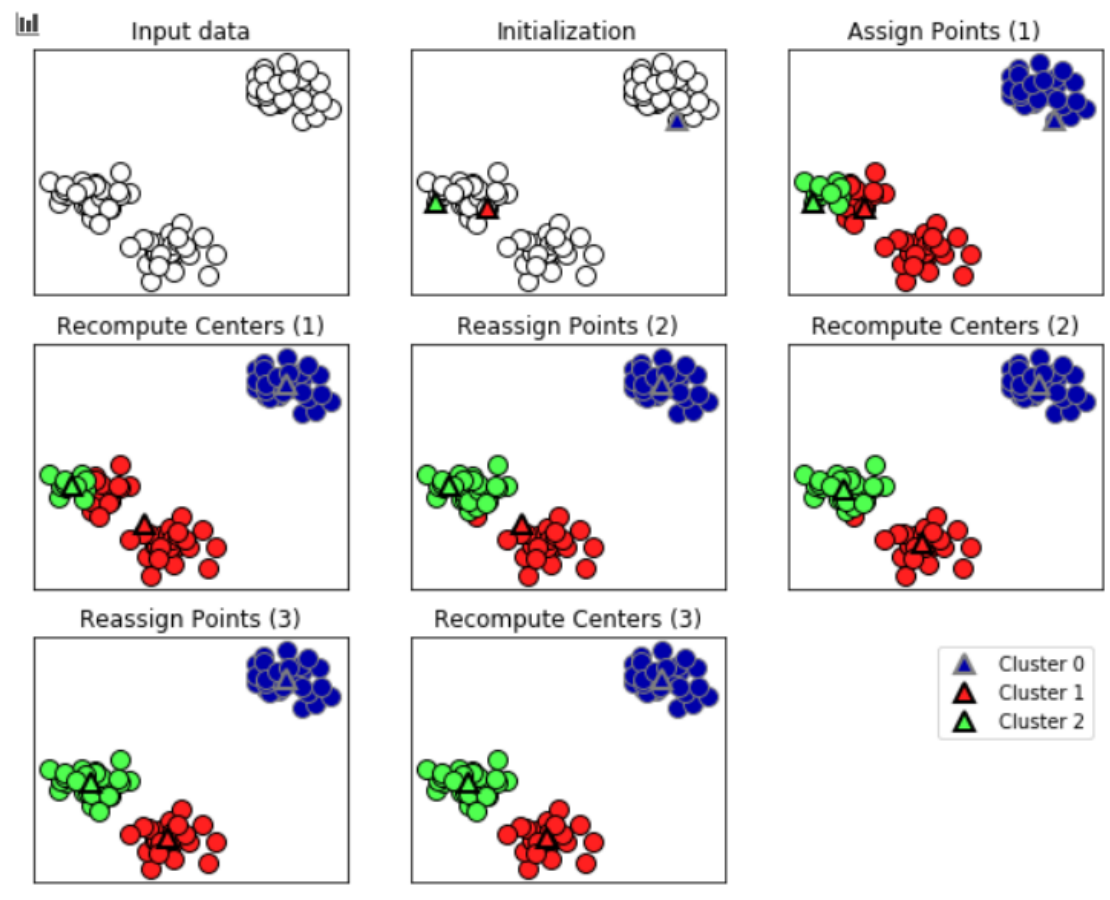 Input data
Initialization
Assign Points (1)
Recompute Centers (1)
Reassign Points (2)
Recompute Centers (2)
Reassign Points (3)
Recompute Centers (3)
Cluster 0
Cluster 1
Cluster 2